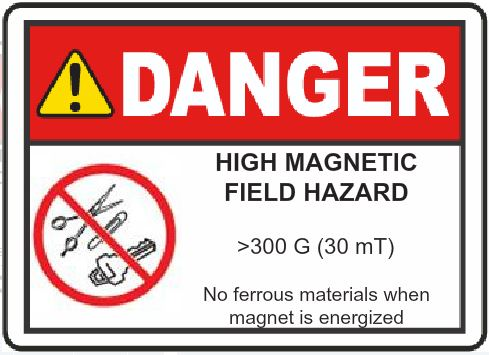 DANGER
HIGH MAGNETIC
FIELD HAZARD
>300 G (30 mT)
No ferrous materials when
magnet is energized